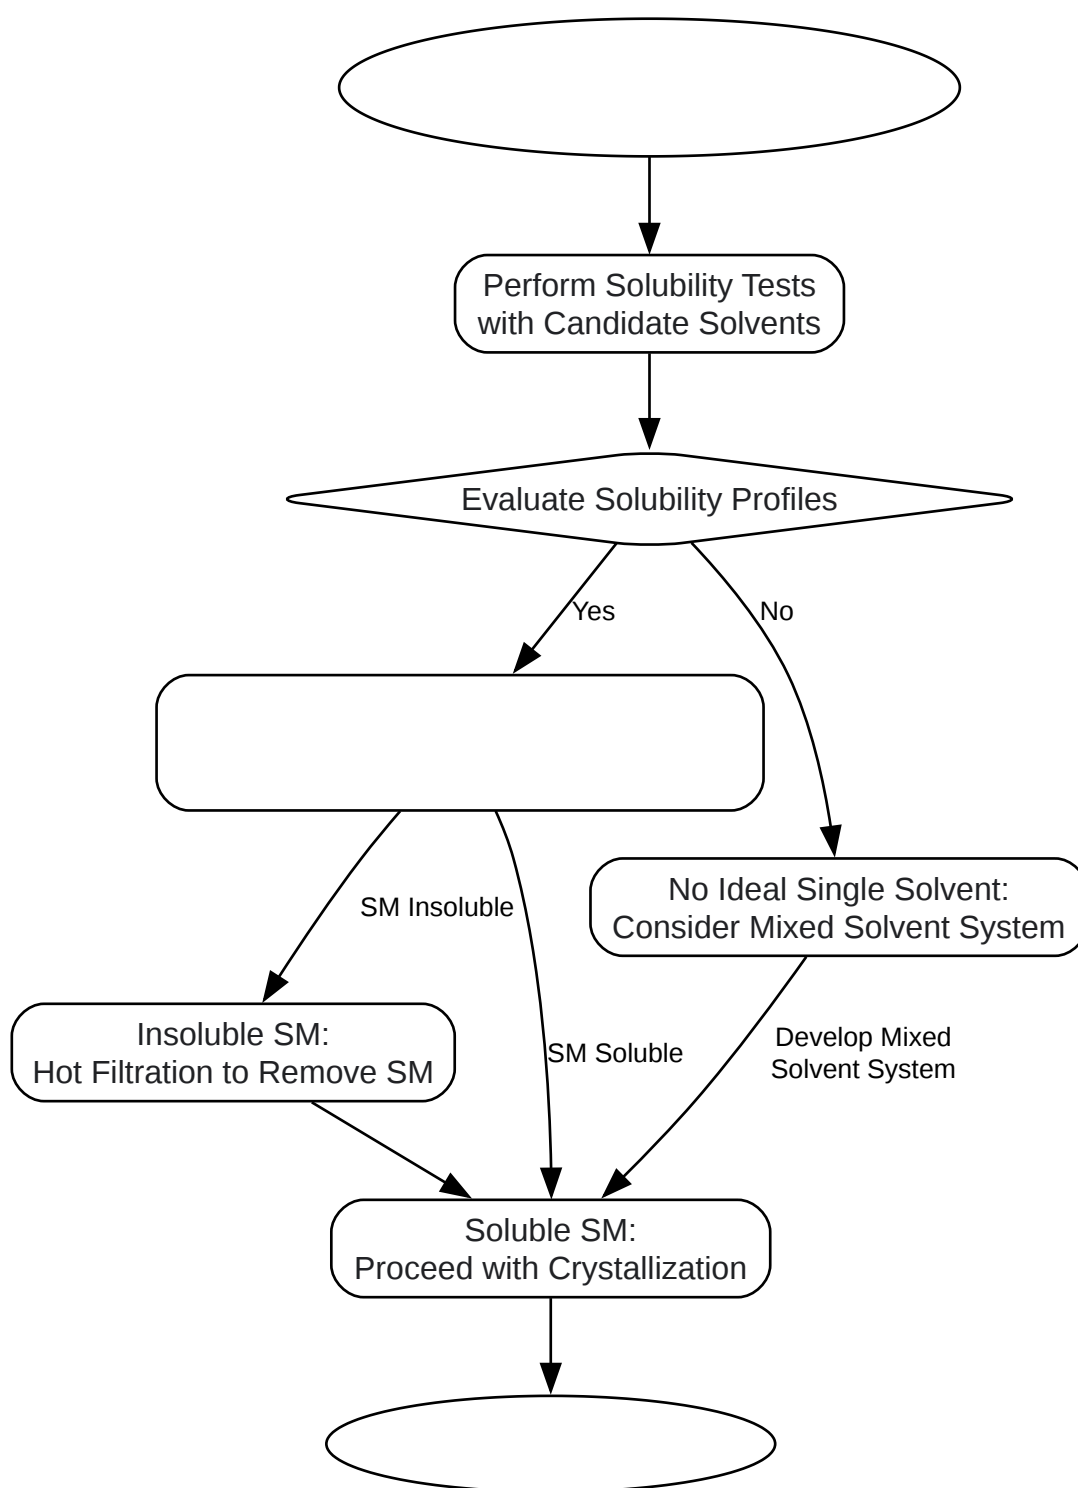 Perform Solubility Tests
with Candidate Solvents
Evaluate Solubility Profiles
Yes
No
No Ideal Single Solvent:
Consider Mixed Solvent System
SM Insoluble
Insoluble SM:
Hot Filtration to Remove SM
SM Soluble
Develop Mixed
Solvent System
Soluble SM:
Proceed with Crystallization